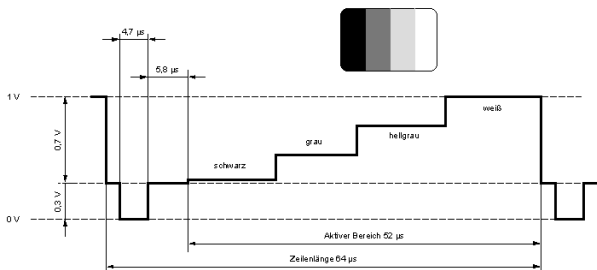 4,7 µs
5,8 µs
1 V
weiß
hellgrau
0,7 V
grau
schwarz
0,3 V
0 V
Aktiver Bereich 52 µs
Zeilenlänge 64 µs